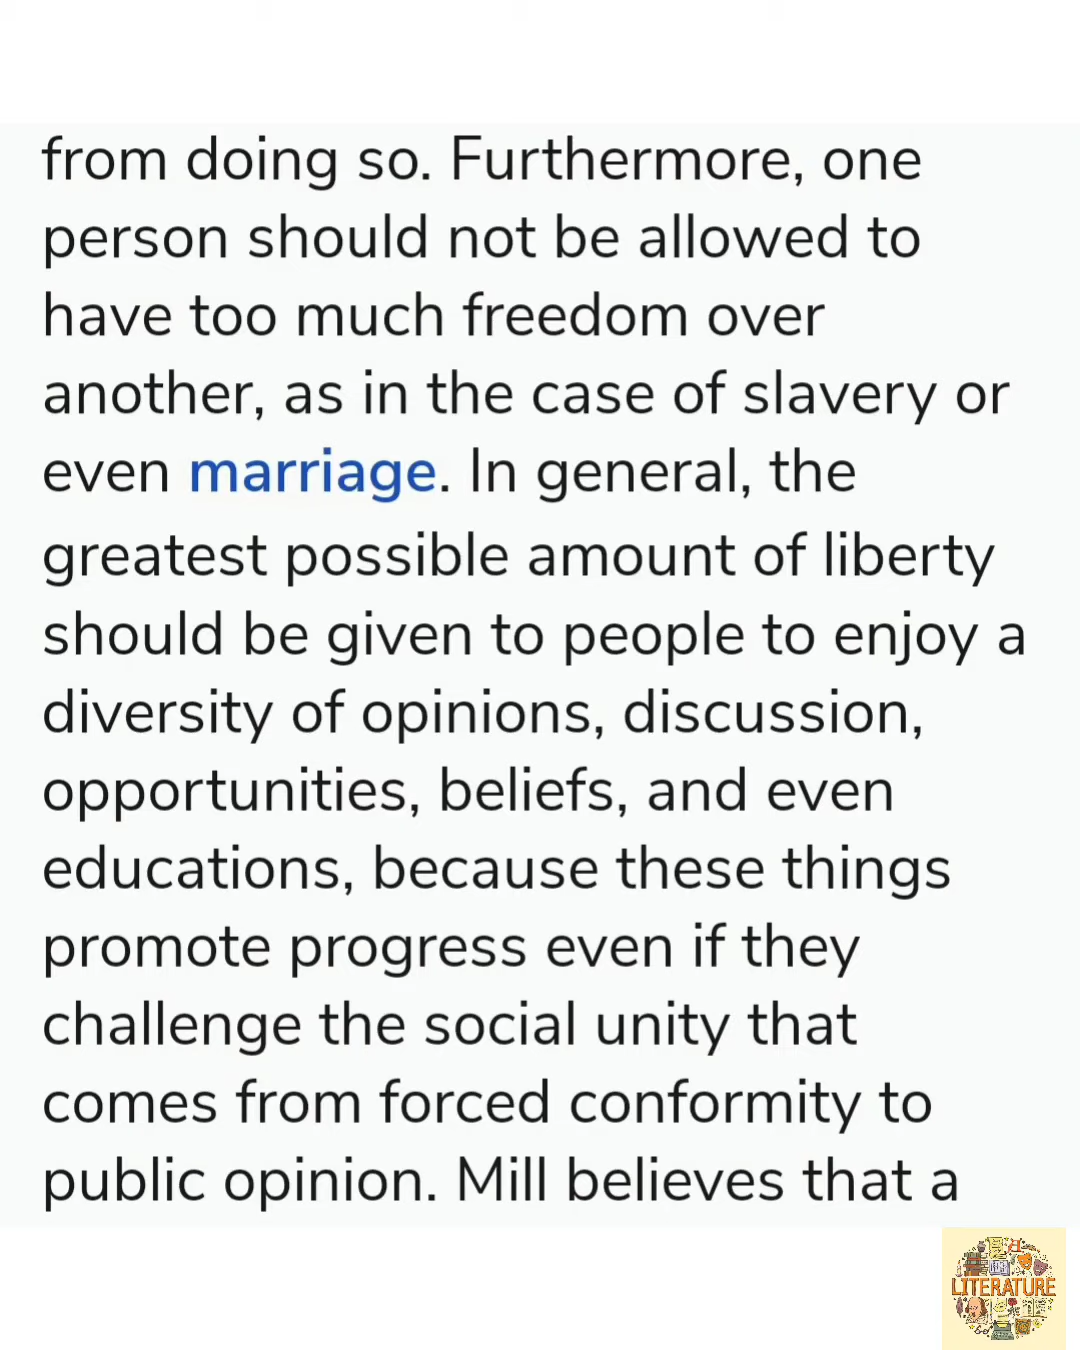 from doing so. Furthermore, one
person should not be allowed to
have too much freedom over
another, as in the case of slavery or
even marriage. In general, the
greatest possible amount of liberty
should be given to people to enjoy a
diversity of opinions, discussion,
opportunities, beliefs, and even
educations, because these things
promote progress even if they
challenge the social unity that
comes from forced conformity to
public opinion. Mill believes that a
LITERATURE